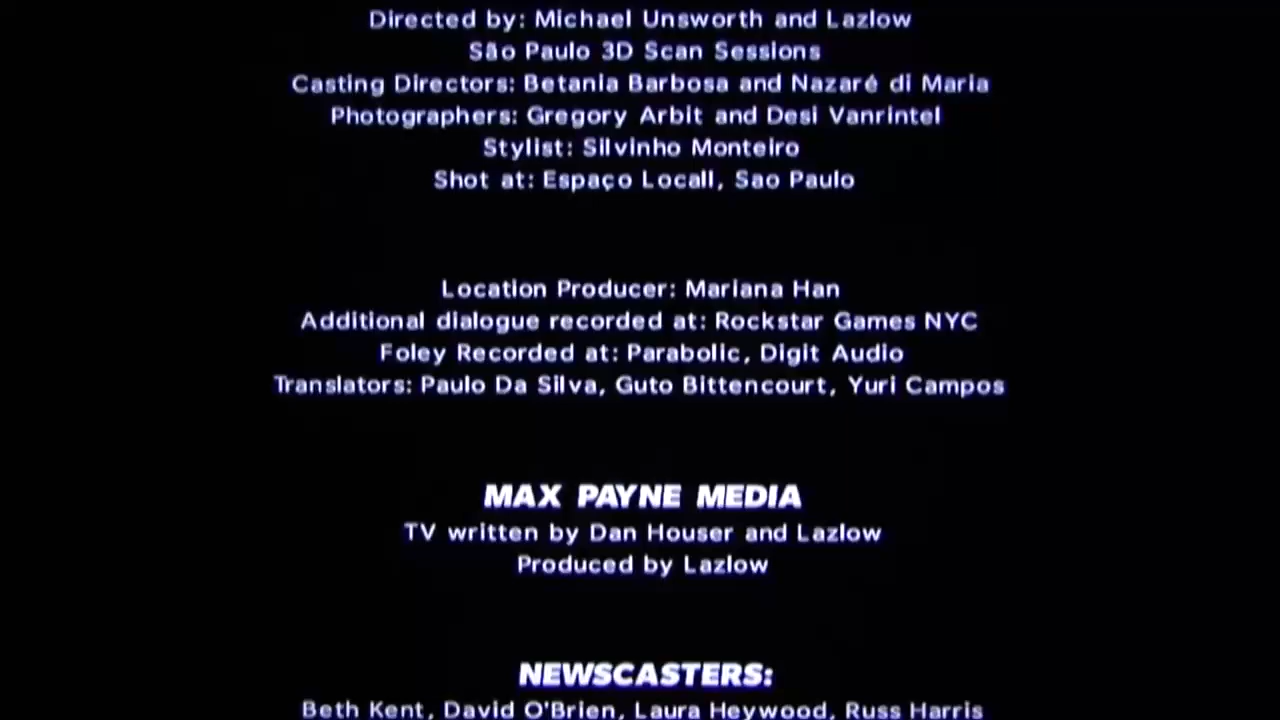 Directed by: Michael Unsworth and Lazlow
São Paulo 3D Scan Sessions
Casting Directors: Betania Barbosa and Nazaré di Maria
Photographers: Gregory Arbit and Desi Vanrintel
Stylist: Silvinho Monteiro
Shot at: Espaço Locall, Sao Paulo
Location Producer: Mariana Han
Additional dialogue recorded at: Rockstar Games NYC
Foley Recorded at: Parabolic, Digit Audio
Translators: Paulo Da Silva, Guto Bittencourt, Yuri Campos
MAX PAYNE MEDIA
TV written by Dan Houser and Lazlow
Produced by Lazlow
NEWSCASTERS:
Beth Kent, David O'Brien, Laura Heywood, Russ Harris